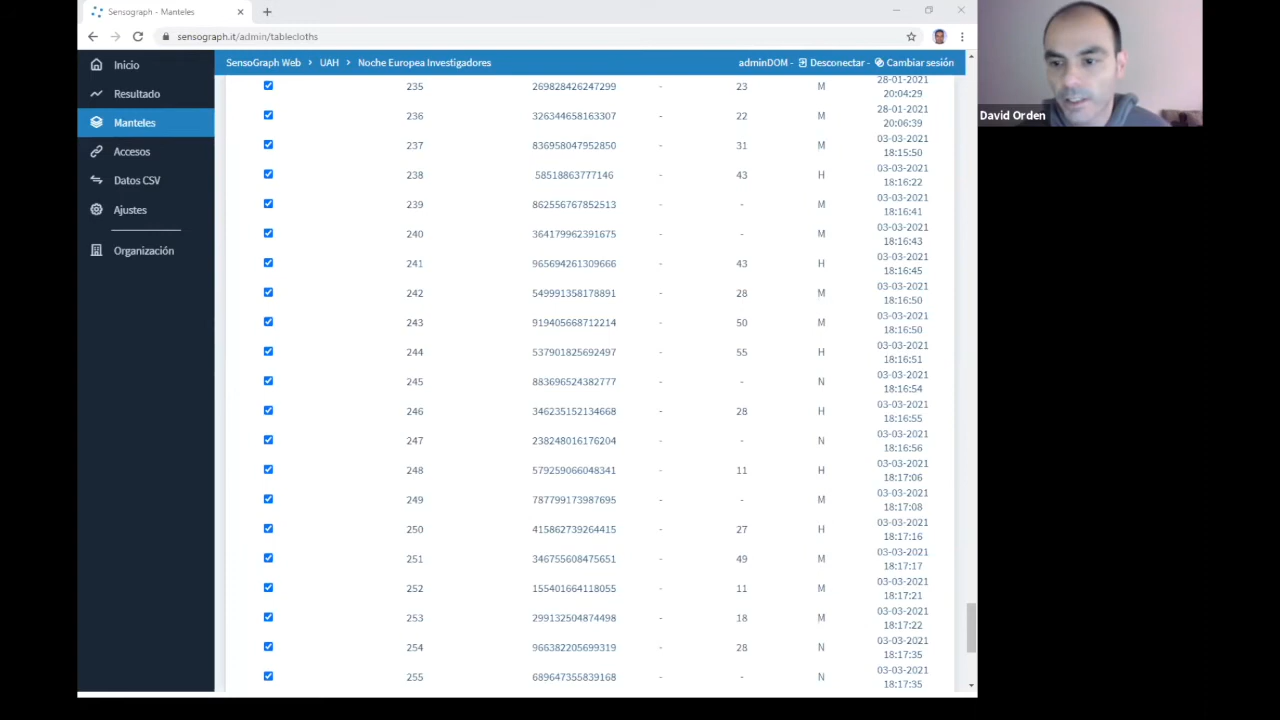 Sensograph - Manteles
sensograph.it/admin/tablecloths
Inicio
Resultado
Manteles
Accesos
Datos CSV
Ajustes
Organización
SensoGraph Web > UAH > Noche Europea Investigadores
adminDOM - Desconectar - Cambiar sesión
235 269828426247299 - 23 M 28-01-2021 20:04:29
236 326344658163307 - 22 M 28-01-2021 20:06:39
237 836958047952850 - 31 M 03-03-2021 18:15:50
238 58518863777146 - 43 H 03-03-2021 18:16:22
239 862556767852513 - - M 03-03-2021 18:16:41
240 364179962391675 - - M 03-03-2021 18:16:43
241 965694261309666 - 43 H 03-03-2021 18:16:45
242 549991358178891 - 28 M 03-03-2021 18:16:50
243 919405668712214 - 50 M 03-03-2021 18:16:50
244 537901825692497 - 55 H 03-03-2021 18:16:51
245 883696524382777 - - N 03-03-2021 18:16:54
246 346235152134668 - 28 H 03-03-2021 18:16:55
247 238248016176204 - - N 03-03-2021 18:16:56
248 579259066048341 - 11 H 03-03-2021 18:17:06
249 787799173987695 - - M 03-03-2021 18:17:08
250 415862739264415 - 27 H 03-03-2021 18:17:16
251 346755608475651 - 49 M 03-03-2021 18:17:17
252 155401664118055 - 11 M 03-03-2021 18:17:21
253 299132504874498 - 18 M 03-03-2021 18:17:22
254 966382205699319 - 28 N 03-03-2021 18:17:35
255 689647355839168 - - N 03-03-2021 18:17:35
David Orden